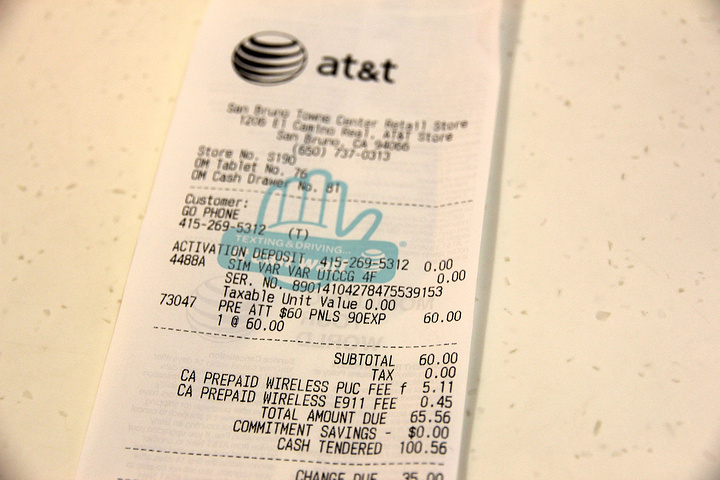 at&t
San Bruno Towne Center Retail Store
1206 El Camino Real, AT&T Store
San Bruno, CA 94066
(650) 737-0313
Store No. S190
OM Tablet No. 76
OM Cash Drawer No. 81
Customer:
GO PHONE
415-269-5312 (T)
TEXTING & DRIVING...
ACTIVATION DEPOSIT 415-269-5312 0.00
4488A SIM VAR VAR UICCG 4F 0.00
SER. NO. 89014104278475539153
Taxable Unit Value 0.00
73047 PRE ATT $60 PNLS 90EXP 60.00
1 @ 60.00
SUBTOTAL 60.00
TAX 0.00
CA PREPAID WIRELESS PUC FEE f 5.11
CA PREPAID WIRELESS E911 FEE 0.45
TOTAL AMOUNT DUE 65.56
COMMITMENT SAVINGS - $0.00
CASH TENDERED 100.56
CHANGE DUE 35.00